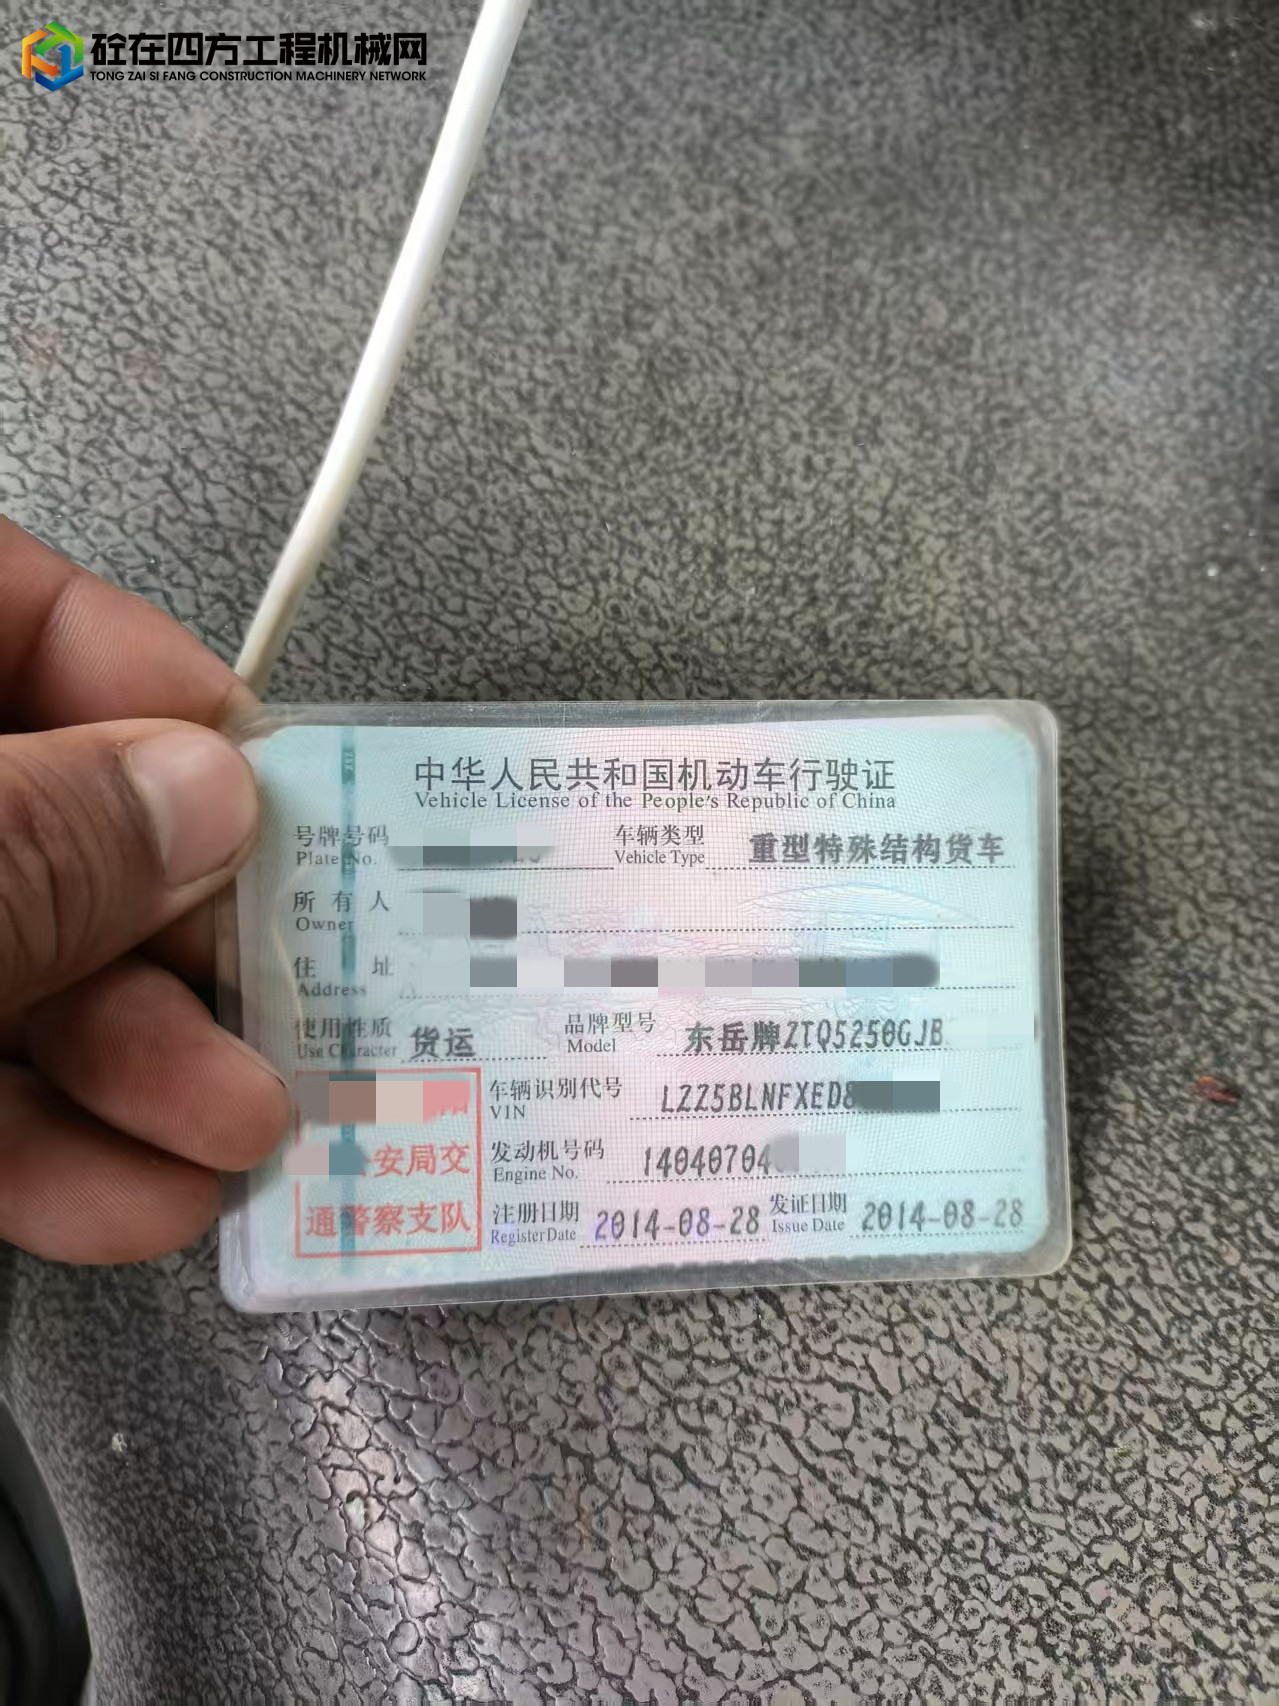 砼在四方工程机械网
TONG ZAI SI FANG CONSTRUCTION MACHINERY NETWORK
中华人民共和国机动车行驶证
Vehicle License of the People's Republic of China
号牌号码 车辆类型 重型特殊结构货车
Plate No. Vehicle Type
所有人
Owner
住址
Address
使用性质 货运 品牌型号 东岳牌ZTQ5250GJB
Use Character Model
车辆识别代号 LZZ5BLNFXED8
VIN
安局交
发动机号码 14040704
Engine No.
通警察支队
注册日期 2014-08-28 发证日期 2014-08-28
Register Date Issue Date